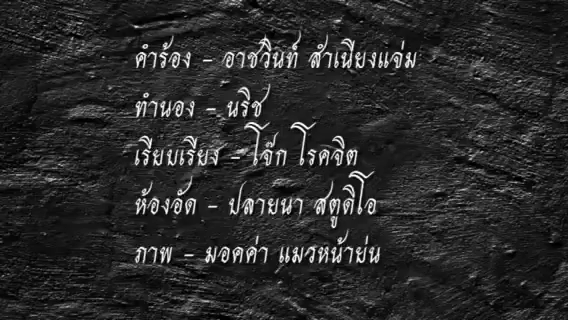 คำร้อง - อาชวินท์ สำเนียงแจ่ม
ทำนอง - นริช
เรียบเรียง - โจ๊ก โรคจิต
ห้องอัด - ปลายนา สตูดิโอ
ภาพ - มอคค่า แมวหน้าย่น